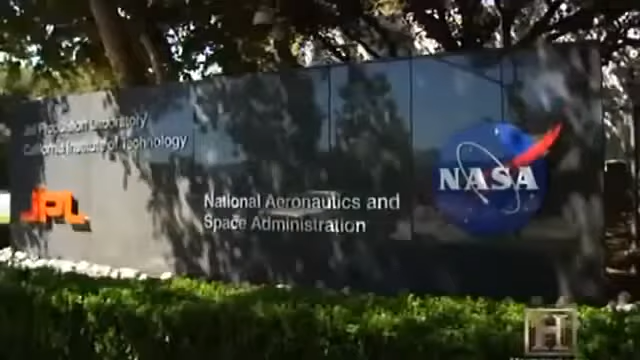 Jet Propulsion Laboratory
California Institute of Technology
JPL
National Aeronautics and
Space Administration
NASA
H